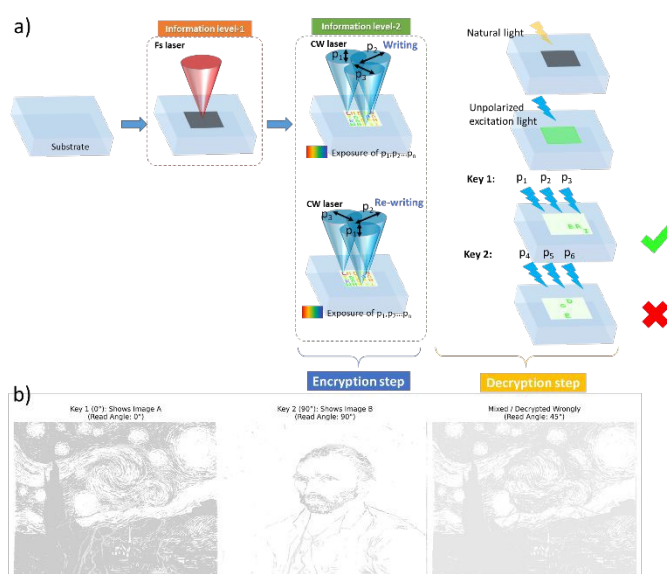 a)
Information level-1
Fs laser
Substrate
Information level-2
CW laser
p₂
Writing
p₁
p₃
Exposure of p₁,p₂...pₙ
CW laser
p₂
Re-writing
p₃
p₁
Exposure of p₁,p₂...pₙ
Encryption step
Natural light
Unpolarized
excitation light
Key 1: p₁ p₂ p₃
Key 2: p₄ p₅ p₆
Decryption step
b)
Key 1 (0°): Shows Image A
(Read Angle: 0°)
Key 2 (90°): Shows Image B
(Read Angle: 90°)
Mixed / Decrypted Wrongly
(Read Angle: 45°)